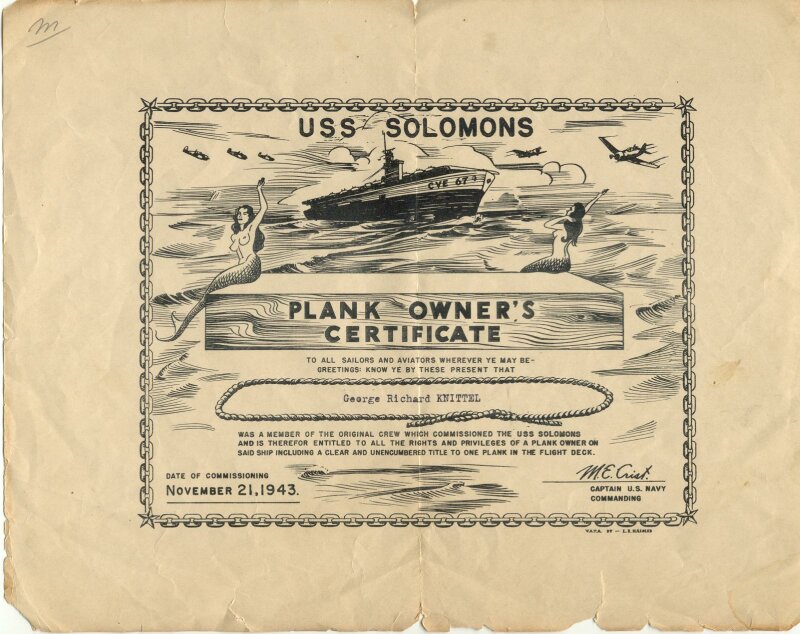 m
USS SOLOMONS
CVE 67
PLANK OWNER'S
CERTIFICATE
TO ALL SAILORS AND AVIATORS WHEREVER YE MAY BE-
GREETINGS: KNOW YE BY THESE PRESENT THAT
George Richard KNITTEL
WAS A MEMBER OF THE ORIGINAL CREW WHICH COMMISSIONED THE USS SOLOMONS
AND IS THEREFOR ENTITLED TO ALL THE RIGHTS AND PRIVILEGES OF A PLANK OWNER ON
SAID SHIP INCLUDING A CLEAR AND UNENCUMBERED TITLE TO ONE PLANK IN THE FLIGHT DECK.
DATE OF COMMISSIONING
NOVEMBER 21, 1943.
M.E. Crist.
CAPTAIN U.S. NAVY
COMMANDING